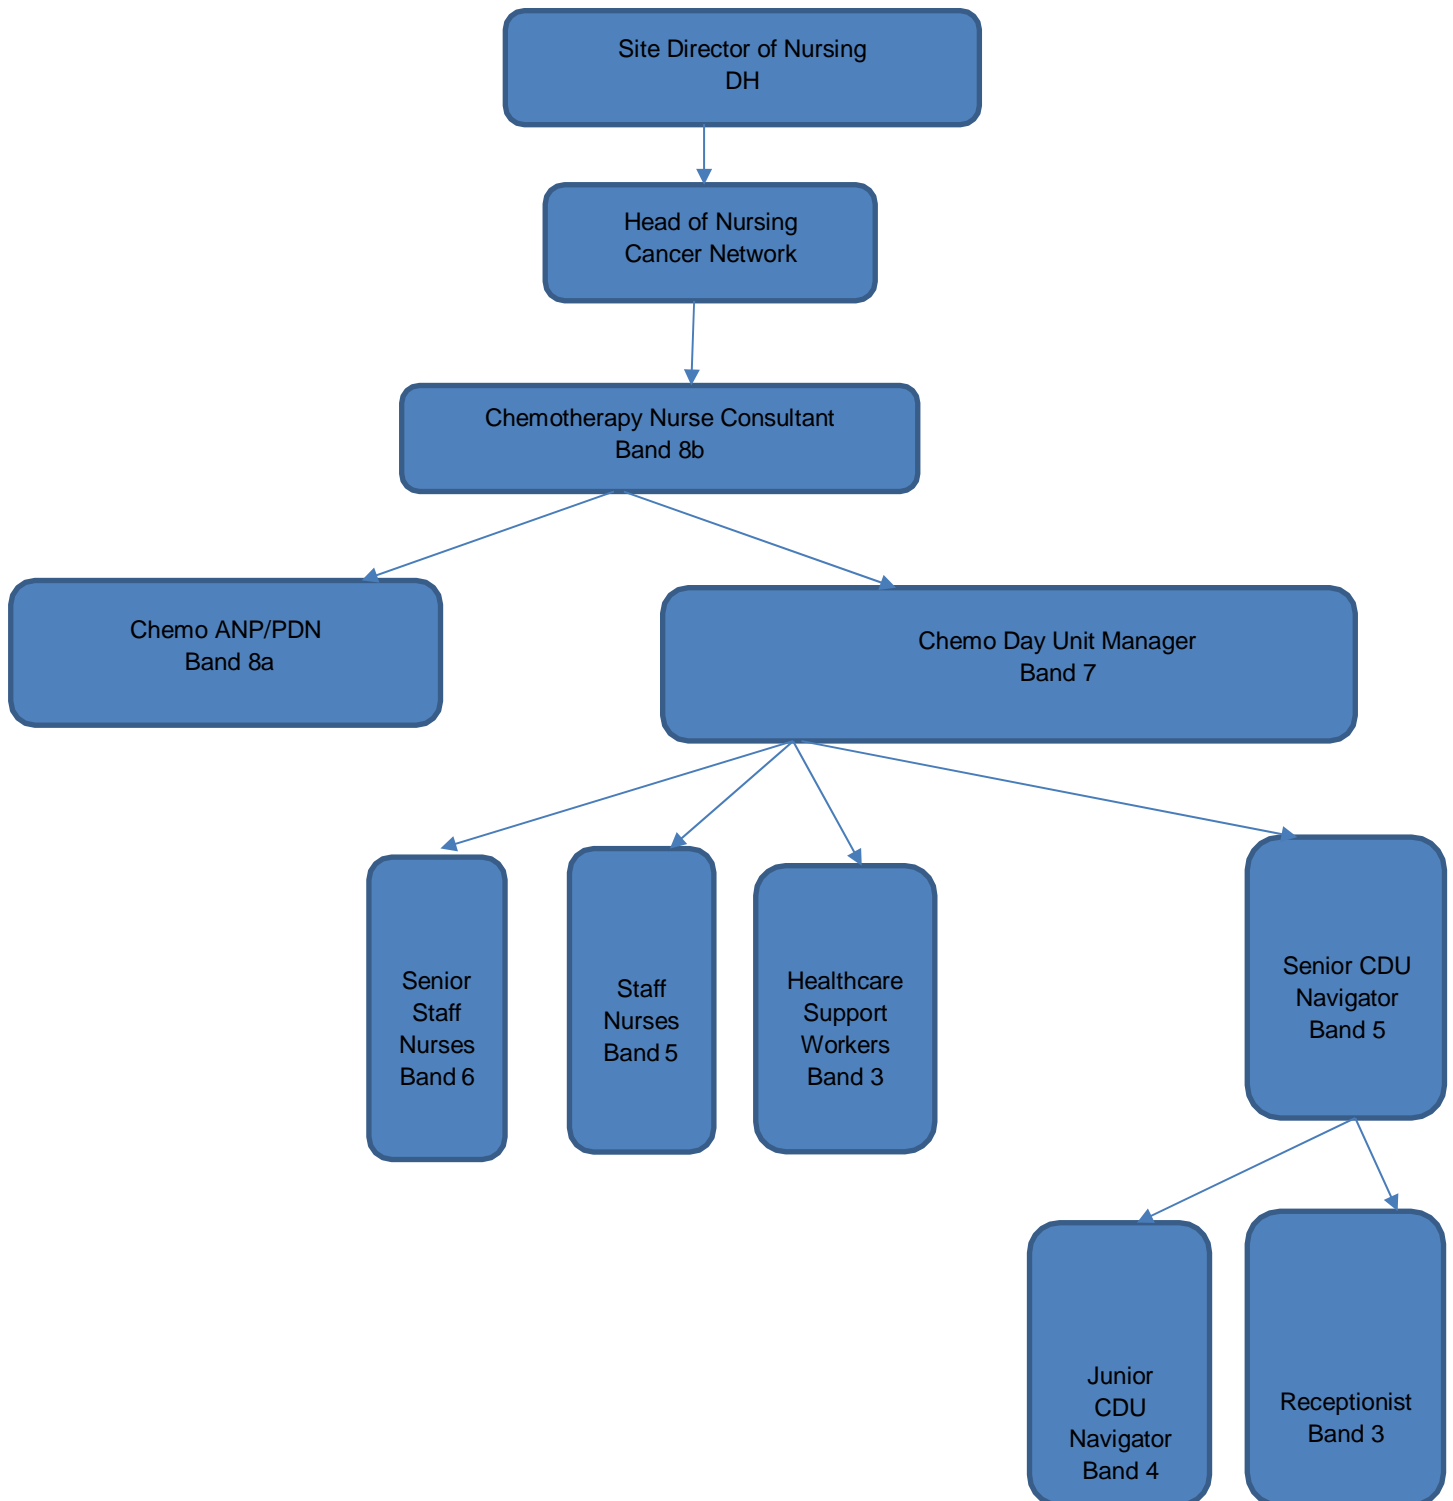 Site Director of Nursing
DH
Head of Nursing
Cancer Network
Chemotherapy Nurse Consultant
Band 8b
Chemo ANP/PDN
Band 8a
Chemo Day Unit Manager
Band 7
Senior
Staff
Nurses
Band 6
Staff
Nurses
Band 5
Healthcare
Support
Workers
Band 3
Senior CDU
Navigator
Band 5
Junior
CDU
Navigator
Band 4
Receptionist
Band 3